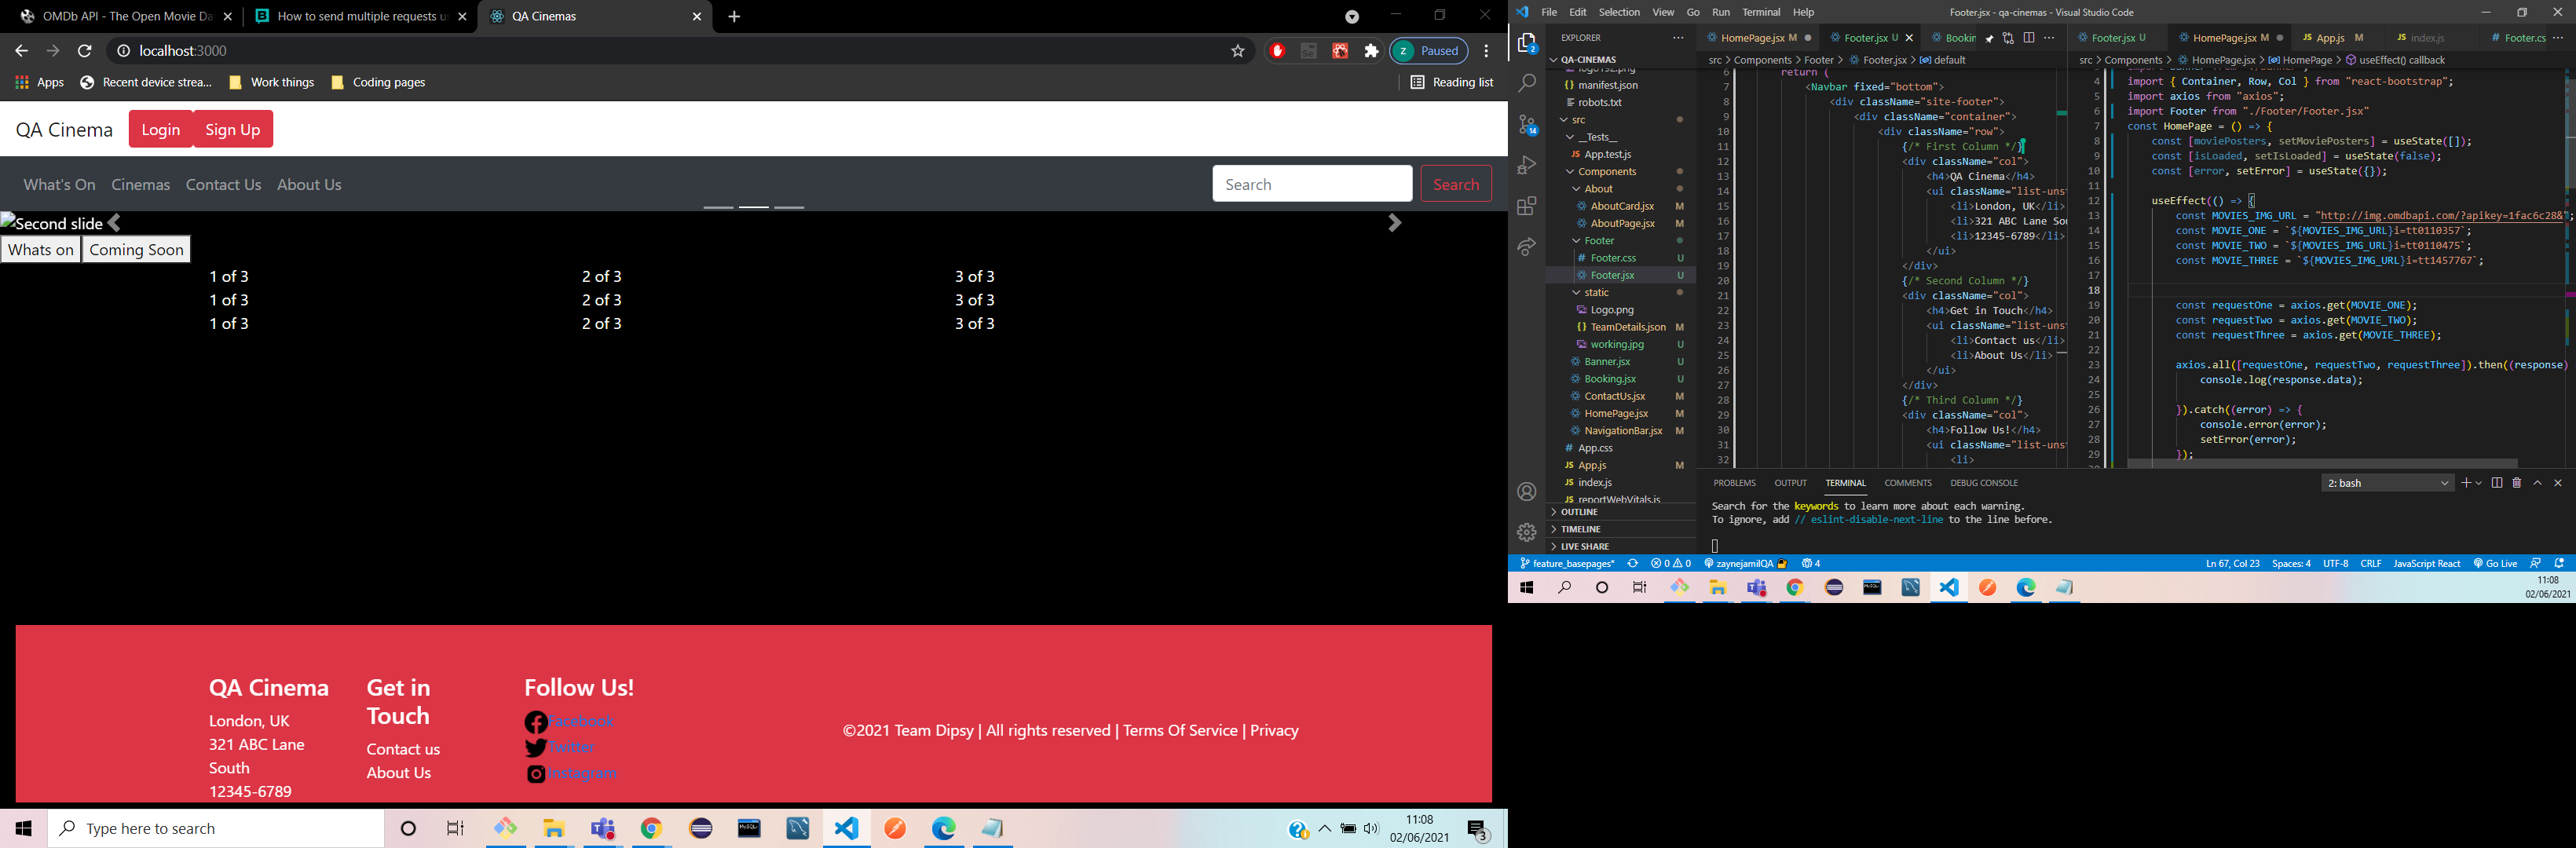 OMDb API - The Open Movie Da
How to send multiple requests u
QA Cinemas
localhost:3000
Paused
Apps
Recent device strea...
Work things
Coding pages
Reading list
QA Cinema
Login
Sign Up
What's On
Cinemas
Contact Us
About Us
Search
Search
Second slide
Whats on
Coming Soon
1 of 3 2 of 3 3 of 3
1 of 3 2 of 3 3 of 3
1 of 3 2 of 3 3 of 3
QA Cinema
London, UK
321 ABC Lane
South
12345-6789
Get in
Touch
Contact us
About Us
Follow Us!
Facebook
Twitter
Instagram
©2021 Team Dipsy | All rights reserved | Terms Of Service | Privacy
Type here to search
11:08
02/06/2021
3
File Edit Selection View Go Run Terminal Help
Footer.jsx - qa-cinemas - Visual Studio Code
EXPLORER
QA-CINEMAS
manifest.json
robots.txt
src
__Tests__
App.test.js
Components
About
AboutCard.jsx M
AboutPage.jsx M
Footer
Footer.css U
Footer.jsx U
static
Logo.png
TeamDetails.json M
working.jpg U
Banner.jsx U
Booking.jsx U
ContactUs.jsx M
HomePage.jsx M
NavigationBar.jsx M
App.css
App.js M
index.js
reportWebVitals.js
OUTLINE
TIMELINE
LIVE SHARE
HomePage.jsx M
Footer.jsx U
Bookin
src > Components > Footer > Footer.jsx > default
6 return (
7 <Navbar fixed="bottom">
8 <div className="site-footer">
9 <div className="container">
10 <div className="row">
11 {/* First Column */}
12 <div className="col">
13 <h4>QA Cinema</h4>
14 <ui className="list-uns
15 <li>London, UK</li>
16 <li>321 ABC Lane Sou
17 <li>12345-6789</li>
18 </ui>
19 </div>
20 {/* Second Column */}
21 <div className="col">
22 <h4>Get in Touch</h4>
23 <ui className="list-uns
24 <li>Contact us</li>
25 <li>About Us</li>
26 </ui>
27 </div>
28 {/* Third Column */}
29 <div className="col">
30 <h4>Follow Us!</h4>
31 <ui className="list-uns
32 <li>
Footer.jsx U
HomePage.jsx M
App.js M
index.js
Footer.cs
src > Components > HomePage.jsx > HomePage > useEffect() callback
4 import { Container, Row, Col } from "react-bootstrap";
5 import axios from "axios";
6 import Footer from "./Footer/Footer.jsx"
7 const HomePage = () => {
8 const [moviePosters, setMoviePosters] = useState([]);
9 const [isLoaded, setIsLoaded] = useState(false);
10 const [error, setError] = useState({});
11
12 useEffect(() => {
13 const MOVIES_IMG_URL = "http://img.omdbapi.com/?apikey=1fac6c28&";
14 const MOVIE_ONE = `${MOVIES_IMG_URL}i=tt0110357`;
15 const MOVIE_TWO = `${MOVIES_IMG_URL}i=tt0110475`;
16 const MOVIE_THREE = `${MOVIES_IMG_URL}i=tt1457767`;
17
18
19 const requestOne = axios.get(MOVIE_ONE);
20 const requestTwo = axios.get(MOVIE_TWO);
21 const requestThree = axios.get(MOVIE_THREE);
22
23 axios.all([requestOne, requestTwo, requestThree]).then((response)
24 console.log(response.data);
25
26 }).catch((error) => {
27 console.error(error);
28 setError(error);
29 });
PROBLEMS OUTPUT TERMINAL COMMENTS DEBUG CONSOLE
2: bash
Search for the keywords to learn more about each warning.
To ignore, add // eslint-disable-next-line to the line before.
feature_basepages*
0 0
zaynejamilQA
4
Ln 67, Col 23
Spaces: 4
UTF-8
CRLF
JavaScript React
Go Live
11:08
02/06/2021